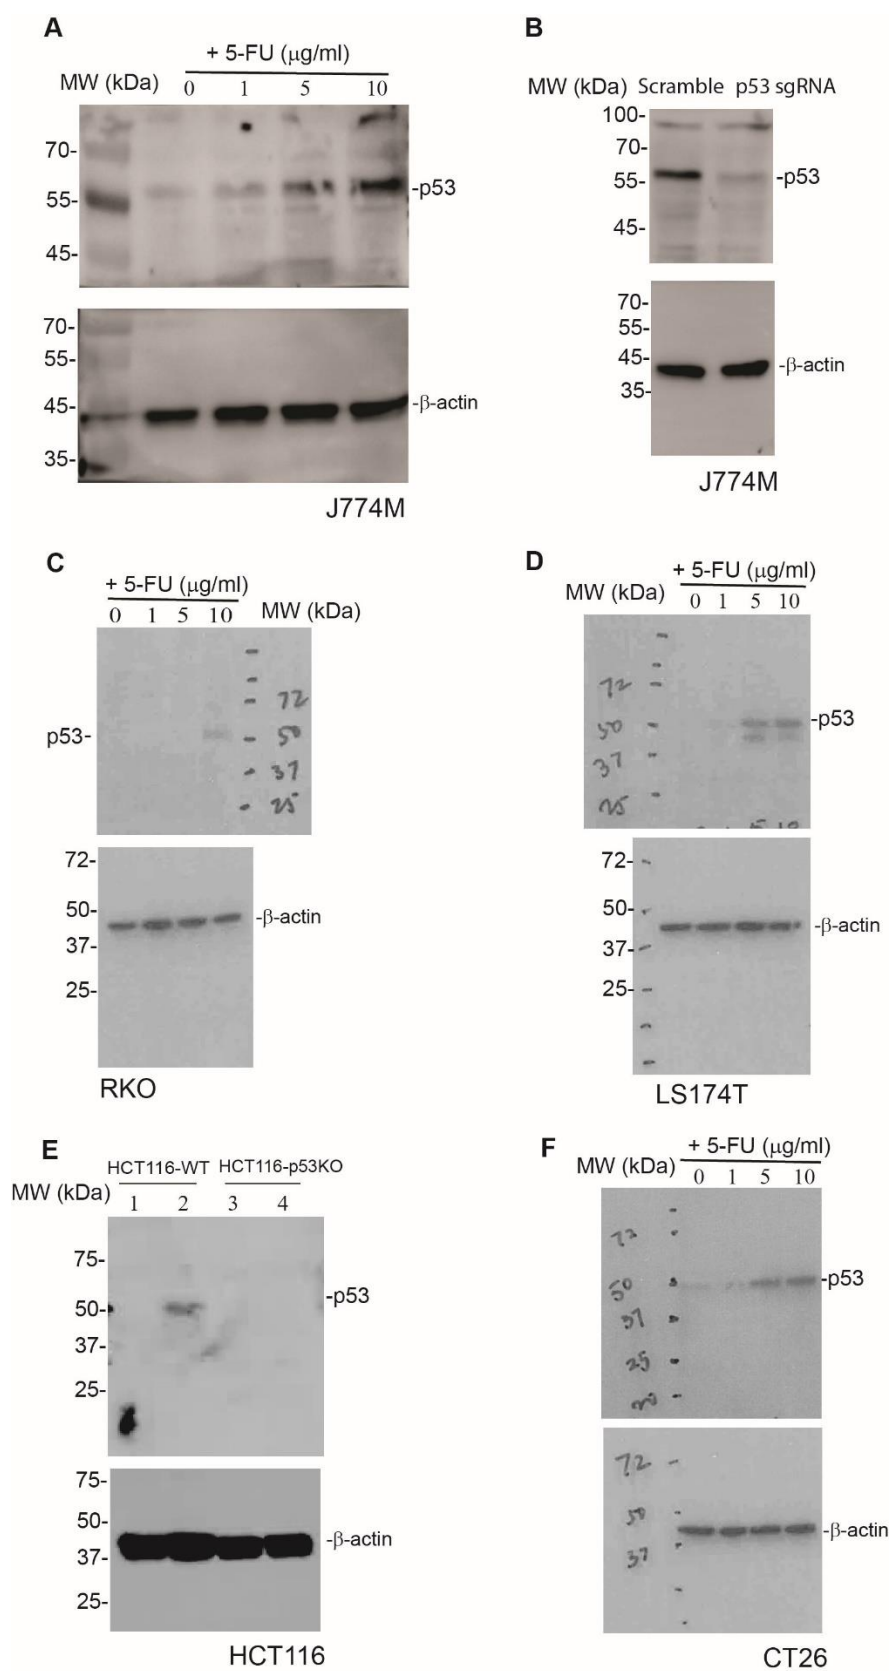 A
+ 5-FU (μg/ml)
MW (kDa) 0 1 5 10
70-
55-
45-
-p53
70-
55-
45-
35-
-β-actin
J774M
B
MW (kDa) Scramble p53 sgRNA
100-
70-
55-
45-
-p53
70-
55-
45-
35-
-β-actin
J774M
C
+ 5-FU (μg/ml)
0 1 5 10 MW (kDa)
72
p53- 50
37
25
72-
50-
37-
25-
-β-actin
RKO
D
+ 5-FU (μg/ml)
MW (kDa) 0 1 5 10
72
50
37
25
-p53
72-
50-
37-
25-
-β-actin
LS174T
E
HCT116-WT HCT116-p53KO
MW (kDa) 1 2 3 4
75-
50-
37-
25-
-p53
75-
50-
37-
25-
-β-actin
HCT116
F
+ 5-FU (μg/ml)
MW (kDa) 0 1 5 10
72
50
37
25
20
-p53
72
50
37
-β-actin
CT26